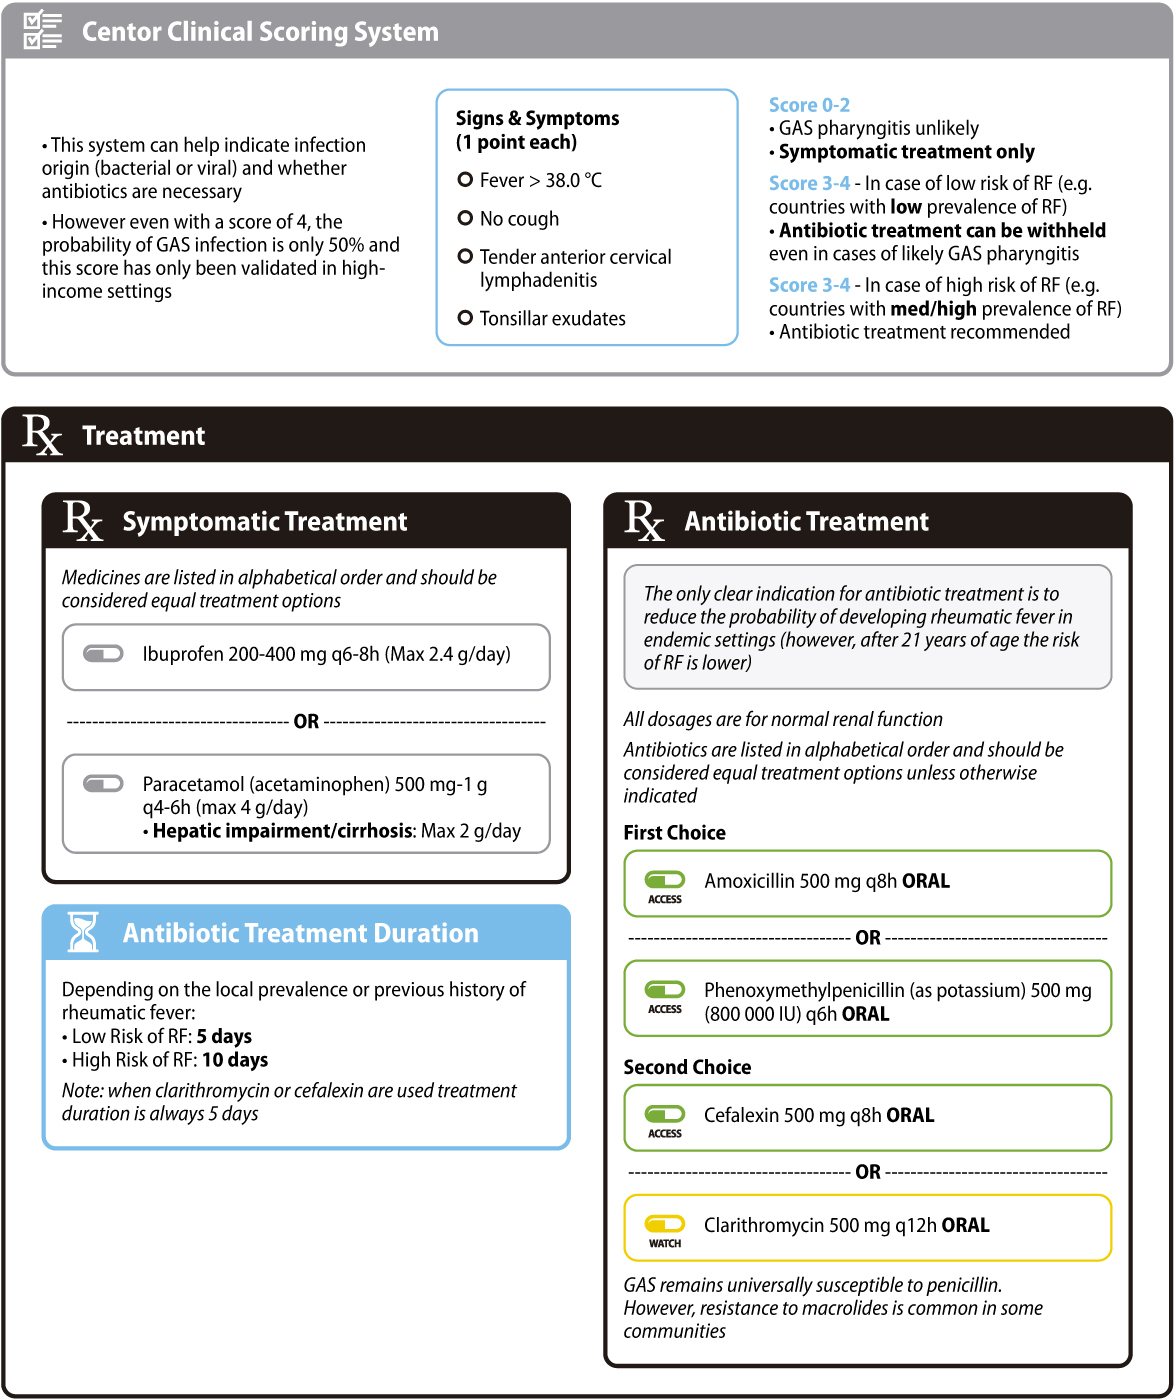 Centor Clinical Scoring System
• This system can help indicate infection
origin (bacterial or viral) and whether
antibiotics are necessary
• However even with a score of 4, the
probability of GAS infection is only 50% and
this score has only been validated in high-
income settings
Signs & Symptoms
(1 point each)
Fever > 38.0 °C
No cough
Tender anterior cervical
lymphadenitis
Tonsillar exudates
Score 0-2
• GAS pharyngitis unlikely
• Symptomatic treatment only
Score 3-4 - In case of low risk of RF (e.g.
countries with low prevalence of RF)
• Antibiotic treatment can be withheld
even in cases of likely GAS pharyngitis
Score 3-4 - In case of high risk of RF (e.g.
countries with med/high prevalence of RF)
• Antibiotic treatment recommended
Rx Treatment
Rx Symptomatic Treatment
Medicines are listed in alphabetical order and should be
considered equal treatment options
Ibuprofen 200-400 mg q6-8h (Max 2.4 g/day)
OR
Paracetamol (acetaminophen) 500 mg-1 g
q4-6h (max 4 g/day)
• Hepatic impairment/cirrhosis: Max 2 g/day
Antibiotic Treatment Duration
Depending on the local prevalence or previous history of
rheumatic fever:
• Low Risk of RF: 5 days
• High Risk of RF: 10 days
Note: when clarithromycin or cefalexin are used treatment
duration is always 5 days
Rx Antibiotic Treatment
The only clear indication for antibiotic treatment is to
reduce the probability of developing rheumatic fever in
endemic settings (however, after 21 years of age the risk
of RF is lower)
All dosages are for normal renal function
Antibiotics are listed in alphabetical order and should be
considered equal treatment options unless otherwise
indicated
First Choice
Amoxicillin 500 mg q8h ORAL
ACCESS
OR
Phenoxymethylpenicillin (as potassium) 500 mg
(800 000 IU) q6h ORAL
ACCESS
Second Choice
Cefalexin 500 mg q8h ORAL
ACCESS
OR
Clarithromycin 500 mg q12h ORAL
WATCH
GAS remains universally susceptible to penicillin.
However, resistance to macrolides is common in some
communities